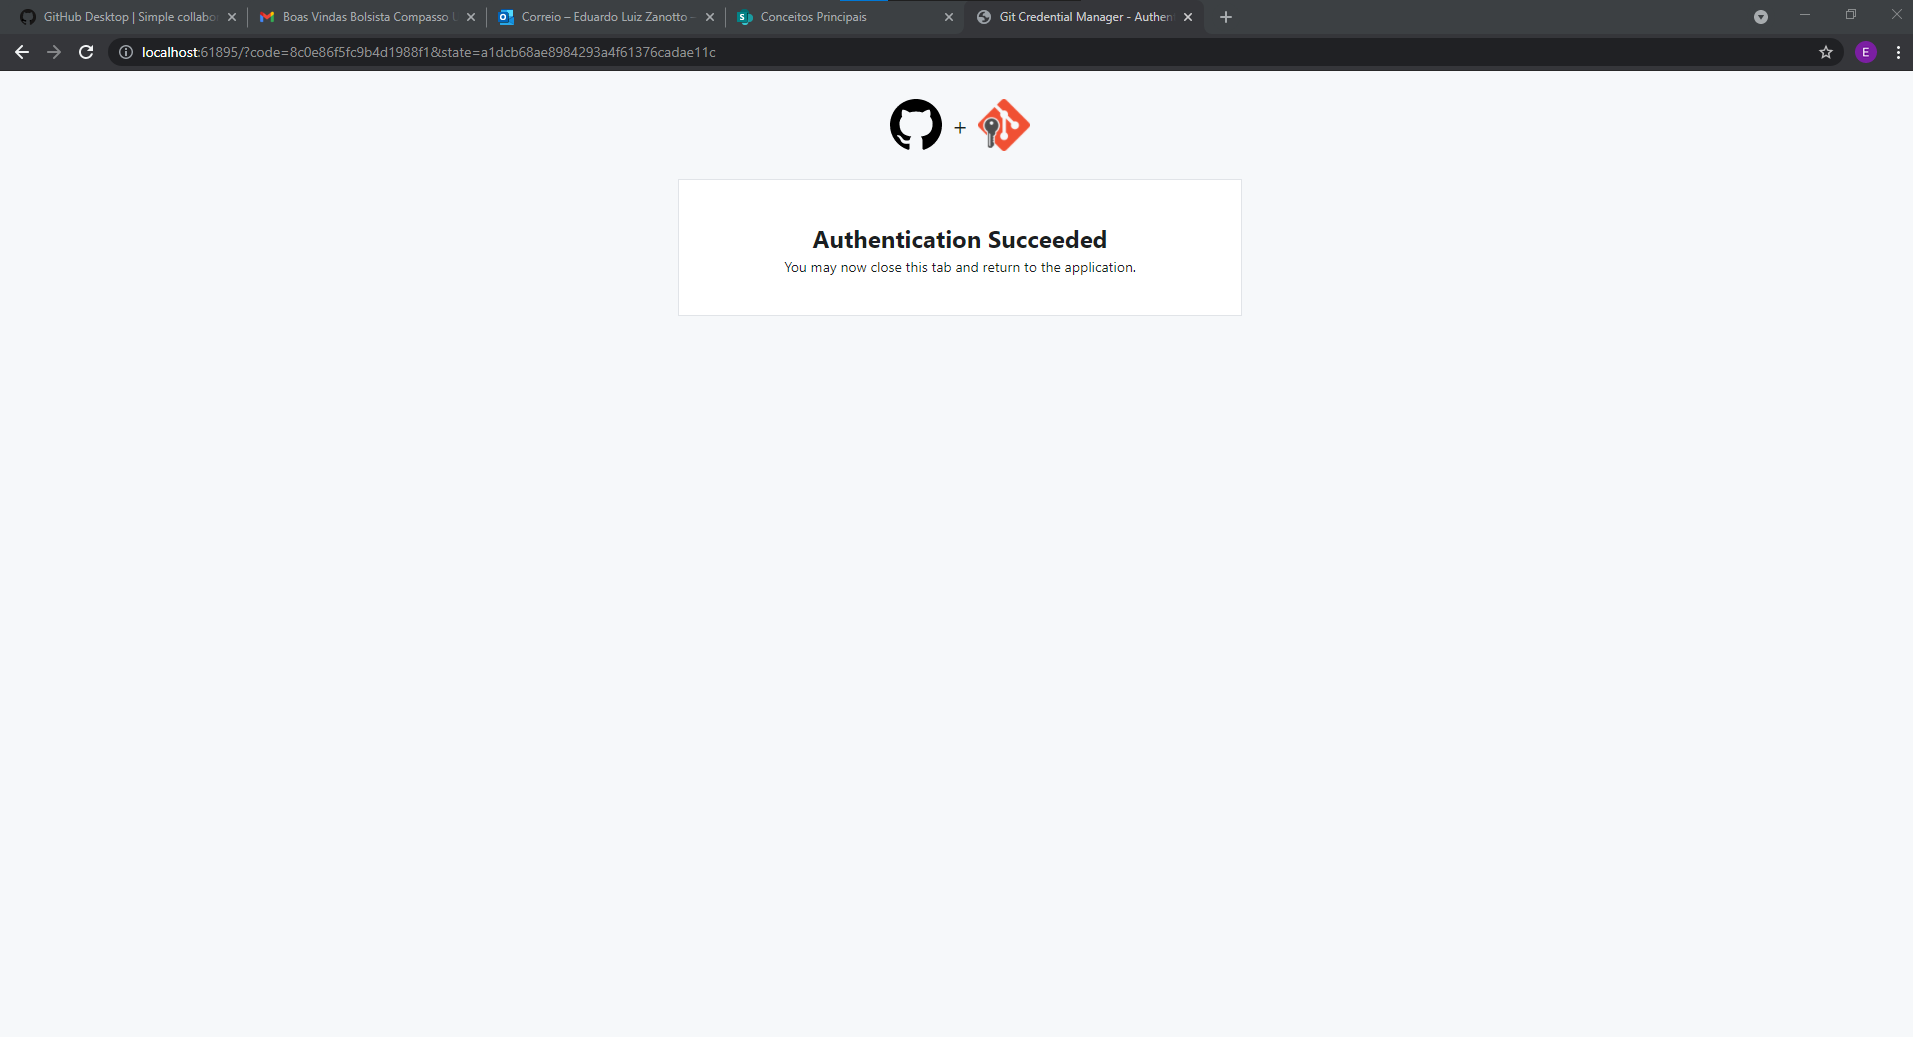 GitHub Desktop | Simple collabo
Boas Vindas Bolsista Compasso
Correio – Eduardo Luiz Zanotto -
Conceitos Principais
Git Credential Manager - Authen
localhost:61895/?code=8c0e86f5fc9b4d1988f1&state=a1dcb68ae8984293a4f61376cadae11c
E
+
Authentication Succeeded
You may now close this tab and return to the application.